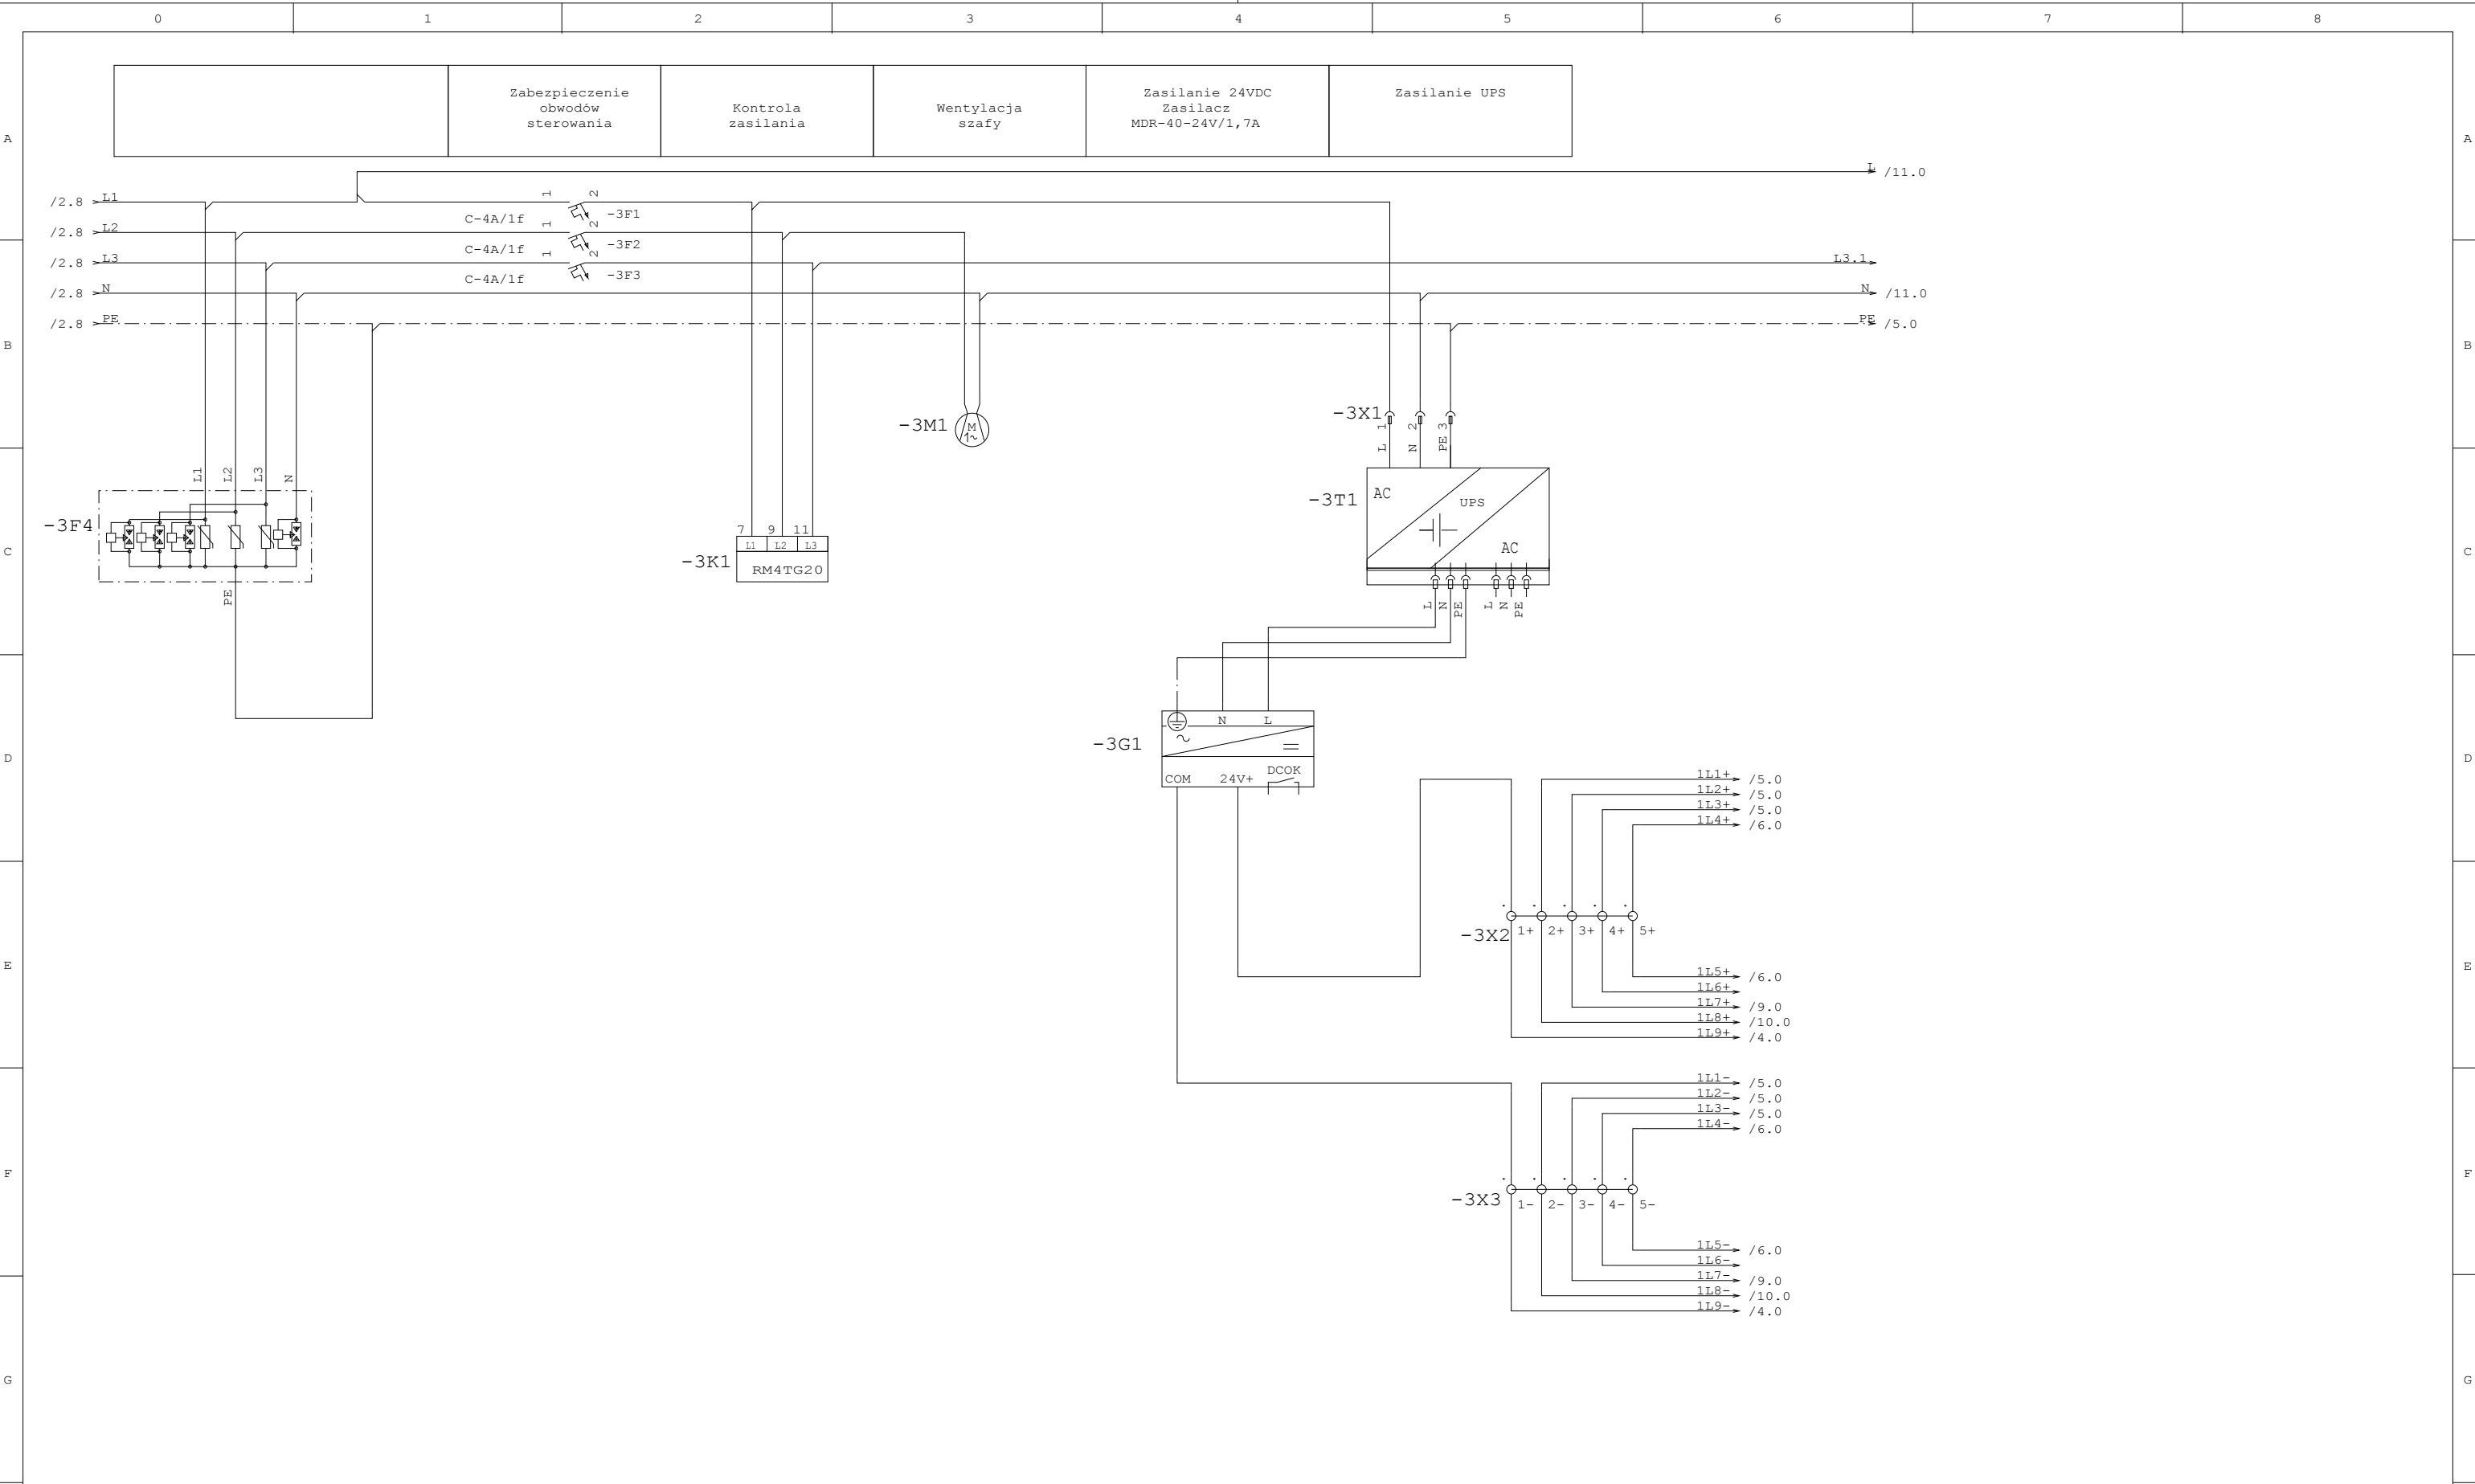 0 1 2 3 4 5 6 7 8
Zabezpieczenie
obwodów
sterowania
Kontrola
zasilania
Wentylacja
szafy
Zasilanie 24VDC
Zasilacz
MDR-40-24V/1,7A
Zasilanie UPS
A A
L /11.0
/2.8 L1 1 2
C-4A/1f -3F1
/2.8 L2 1 2
C-4A/1f -3F2
/2.8 L3 1 2 L3.1
C-4A/1f -3F3
/2.8 N N /11.0
/2.8 PE PE /5.0
B B
-3M1 M
1~
-3X1 1 2 3
L N PE
L1 L2 L3 N
-3F4
PE
-3T1 AC UPS
AC
C C
7 9 11
L1 L2 L3
-3K1 RM4TG20
L N PE L N PE
N L
-3G1
COM 24V+ DCOK
D D
1L1+ /5.0
1L2+ /5.0
1L3+ /5.0
1L4+ /6.0
-3X2 1+ 2+ 3+ 4+ 5+
E E
1L5+ /6.0
1L6+
1L7+ /9.0
1L8+ /10.0
1L9+ /4.0
1L1- /5.0
1L2- /5.0
1L3- /5.0
1L4- /6.0
F F
-3X3 1- 2- 3- 4- 5-
1L5- /6.0
1L6-
1L7- /9.0
1L8- /10.0
1L9- /4.0
G G